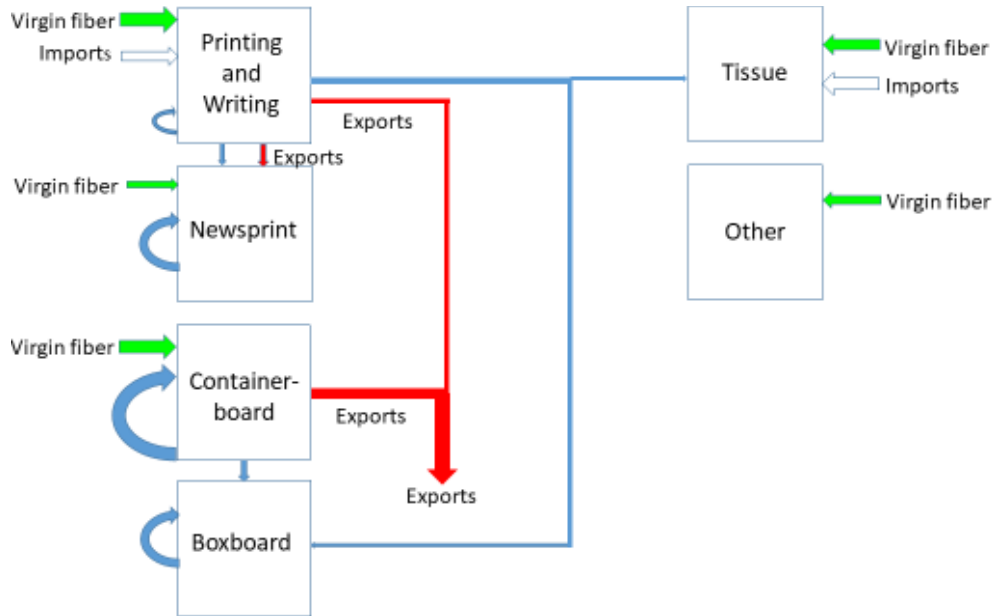 Virgin fiber
Imports
Printing
and
Writing
Exports
Exports
Virgin fiber
Newsprint
Virgin fiber
Container-
board
Exports
Exports
Boxboard
Tissue
Virgin fiber
Imports
Other
Virgin fiber